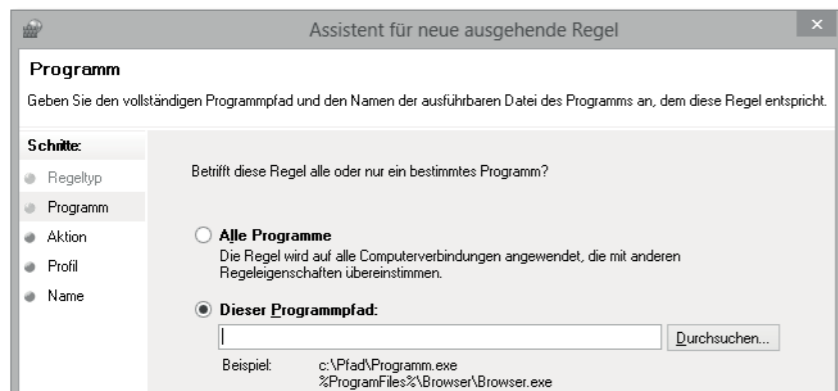 Assistent für neue ausgehende Regel
Programm
Geben Sie den vollständigen Programmpfad und den Namen der ausführbaren Datei des Programms an, dem diese Regel entspricht.
Schritte:
Regeltyp
Programm
Aktion
Profil
Name
Betrifft diese Regel alle oder nur ein bestimmtes Programm?
Alle Programme
Die Regel wird auf alle Computerverbindungen angewendet, die mit anderen
Regeleigenschaften übereinstimmen.
Dieser Programmpfad:
Durchsuchen...
Beispiel: c:\Pfad\Programm.exe
%ProgramFiles%\Browser\Browser.exe